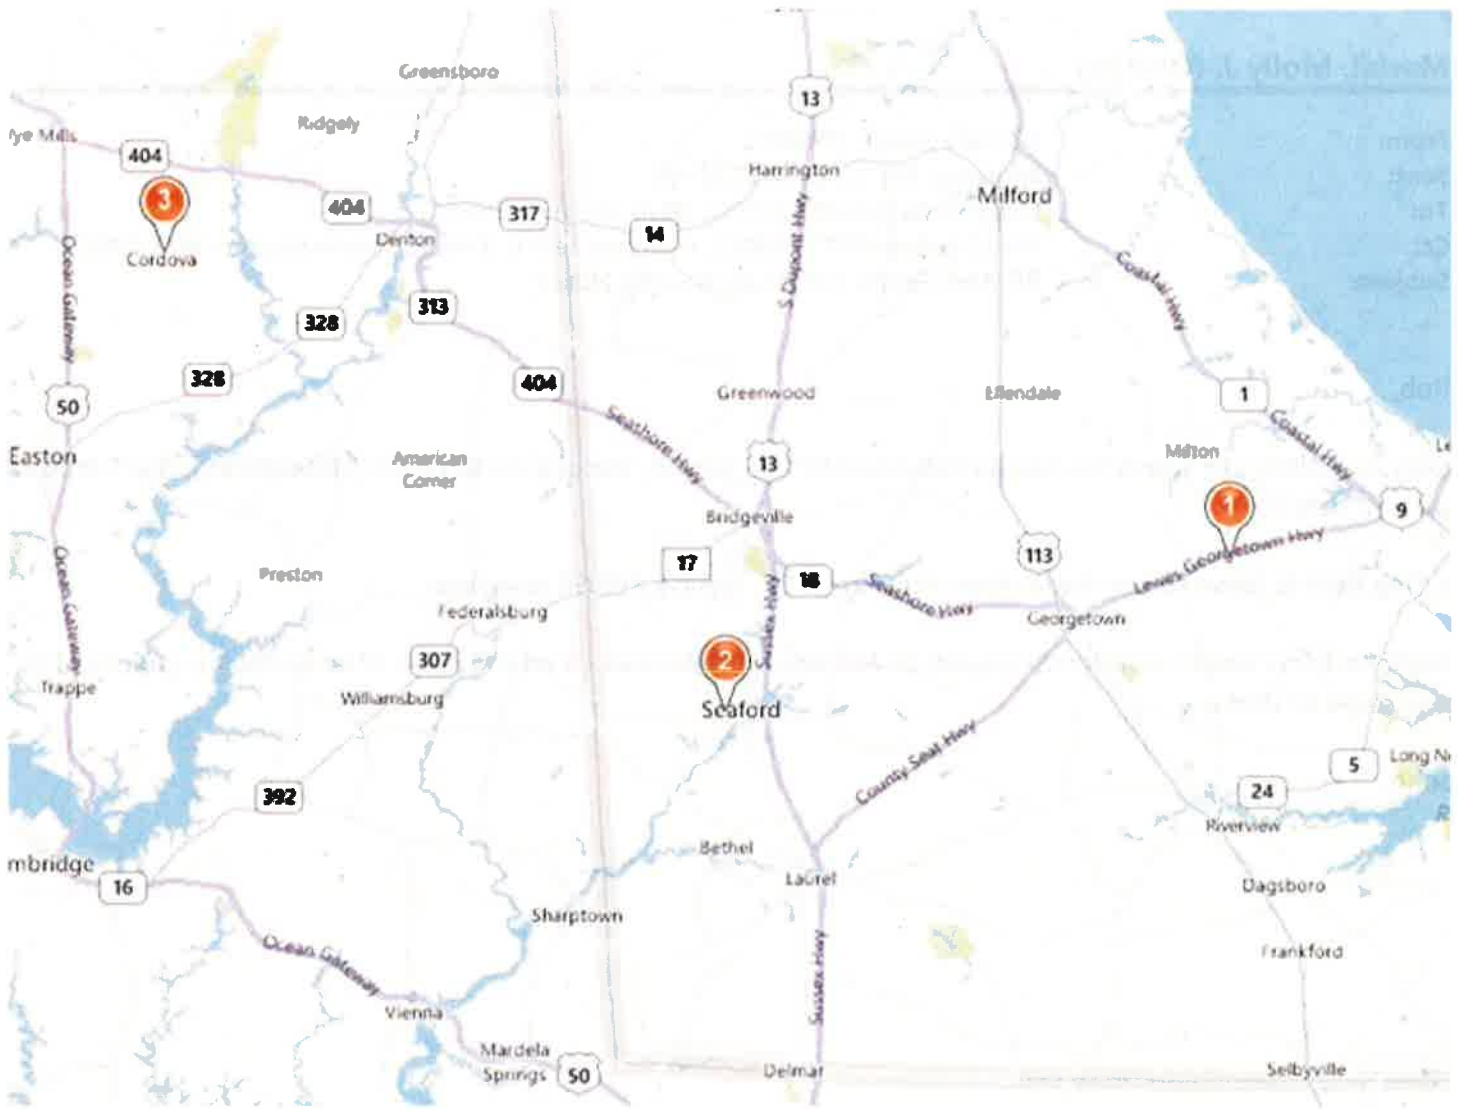 Greensboro
13
Ridgely
Mills
404
Harrington
3
404
317
Milford
14
Denton
Cordova
Ocean Gateway
S Dupont Hwy
Coastal Hwy
313
328
328
404
Greenwood
Ellendale
1
50
Seashore Hwy
Coastal Hwy
Easton
American
Corner
13
Milton
1
9
Bridgeville
Lewes Georgetown Hwy
113
17
18
Seashore Hwy
Preston
Ocean Gateway
Federalsburg
Georgetown
Sussex Hwy
307
2
Trappe
Williamsburg
Seaford
County Seat Hwy
5
Long
24
392
Riverview
Bethel
mbridge
16
Laurel
Dagsboro
Sharptown
Ocean Gateway
Frankford
Sussex Hwy
Vienna
Mardela
Springs
50
Delmar
Selbyville